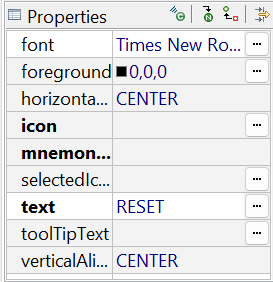 Properties
font Times New Ro... ...
foreground 0,0,0 ...
horizonta... CENTER
icon ...
mnemon... ...
selectedIc... ...
text RESET ...
toolTipText ...
verticalAli... CENTER